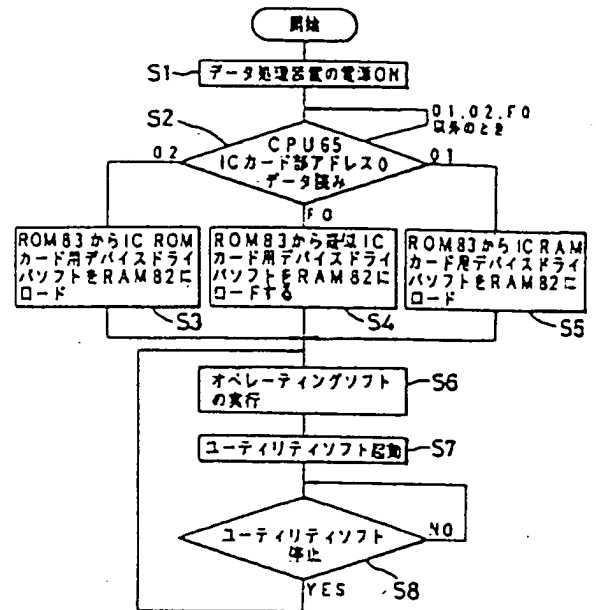 開始
S1
データ処理装置の電源ON
S2
01.02.F0
以外のとき
CPU65
ICカード部アドレス0
データ読み
02
01
F0
ROM83からIC ROM
カード用デバイスドライ
バソフトをRAM82に
ロード
S3
ROM83から疑似IC
カード用デバイスドライ
バソフトをRAM82に
ロードする
S4
ROM83からICRAM
カード用デバイスドライ
バソフトをRAM82に
ロード
S5
オペレーティングソフト
の実行
S6
ユーティリティソフト起動
S7
ユーティリティソフト
停止
NO
YES
S8